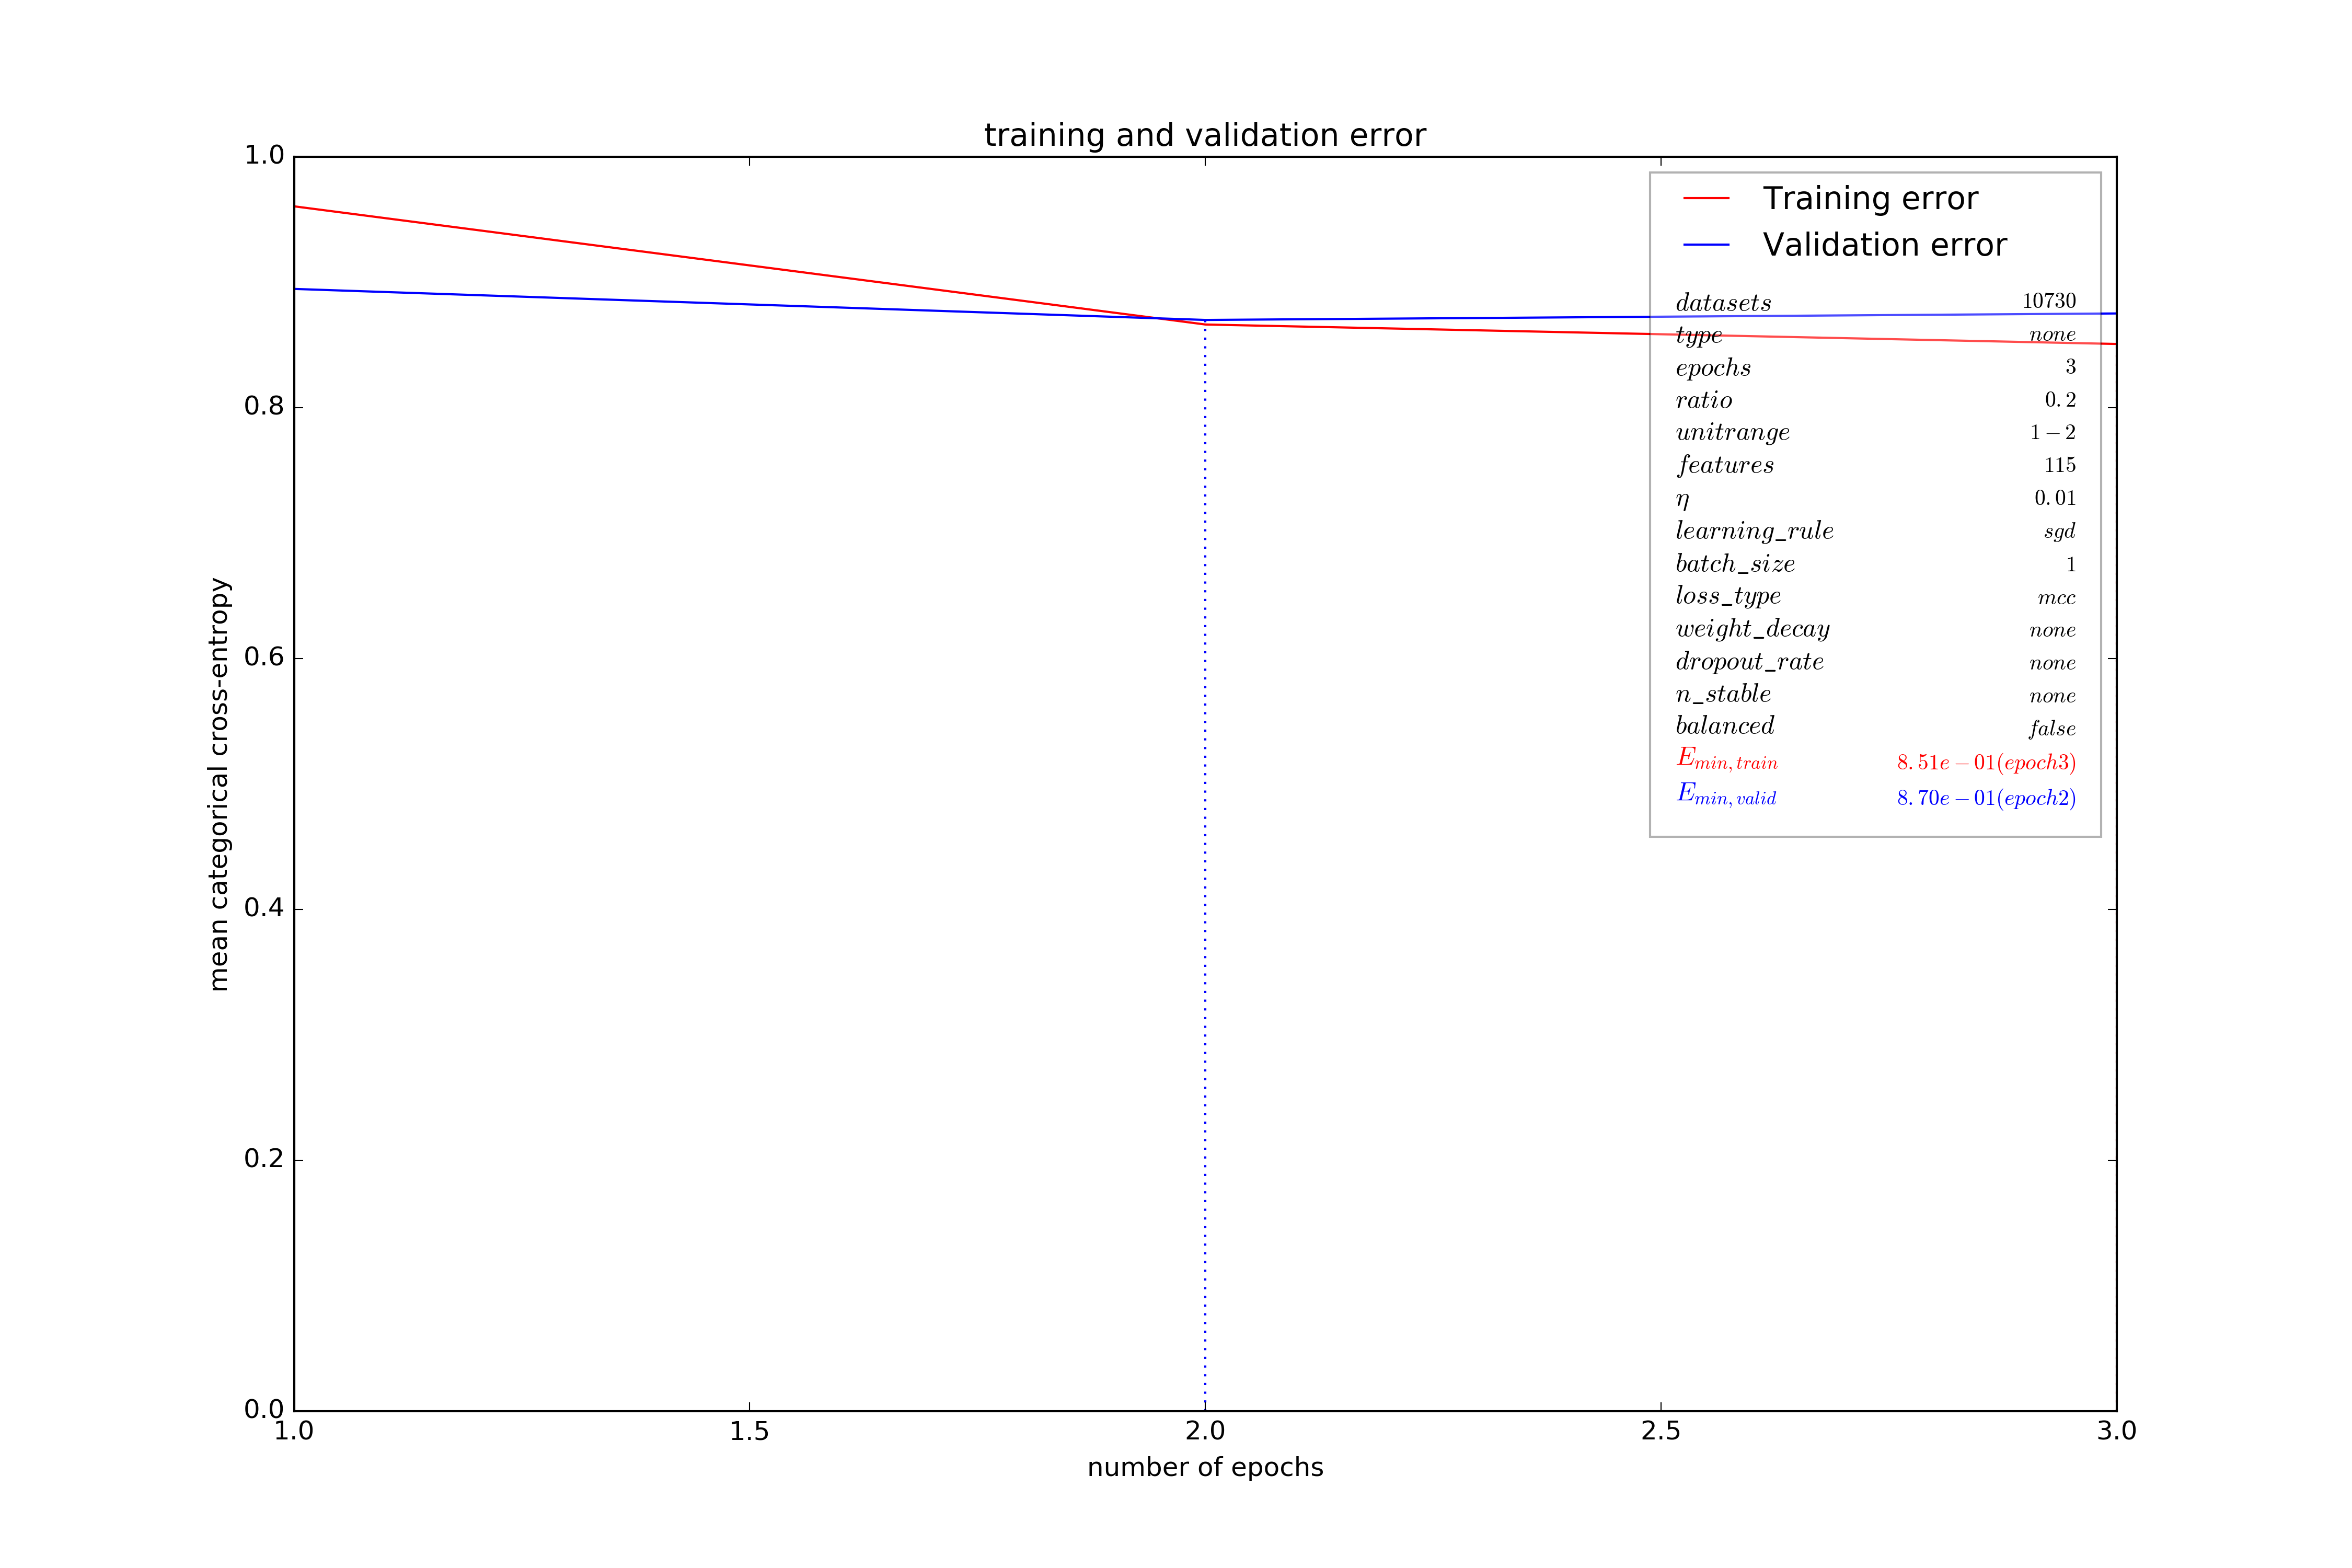 training and validation error
1.0
0.8
0.6
0.4
0.2
0.0
mean categorical cross-entropy
Training error
Validation error
datasets 10730
type none
epochs 3
ratio 0.2
unitrange 1 − 2
features 115
η 0.01
learning_rule sgd
batch_size 1
loss_type mcc
weight_decay none
dropout_rate none
n_stable none
balanced false
E_min,train 8.51e − 01(epoch3)
E_min,valid 8.70e − 01(epoch2)
1.0 1.5 2.0 2.5 3.0
number of epochs